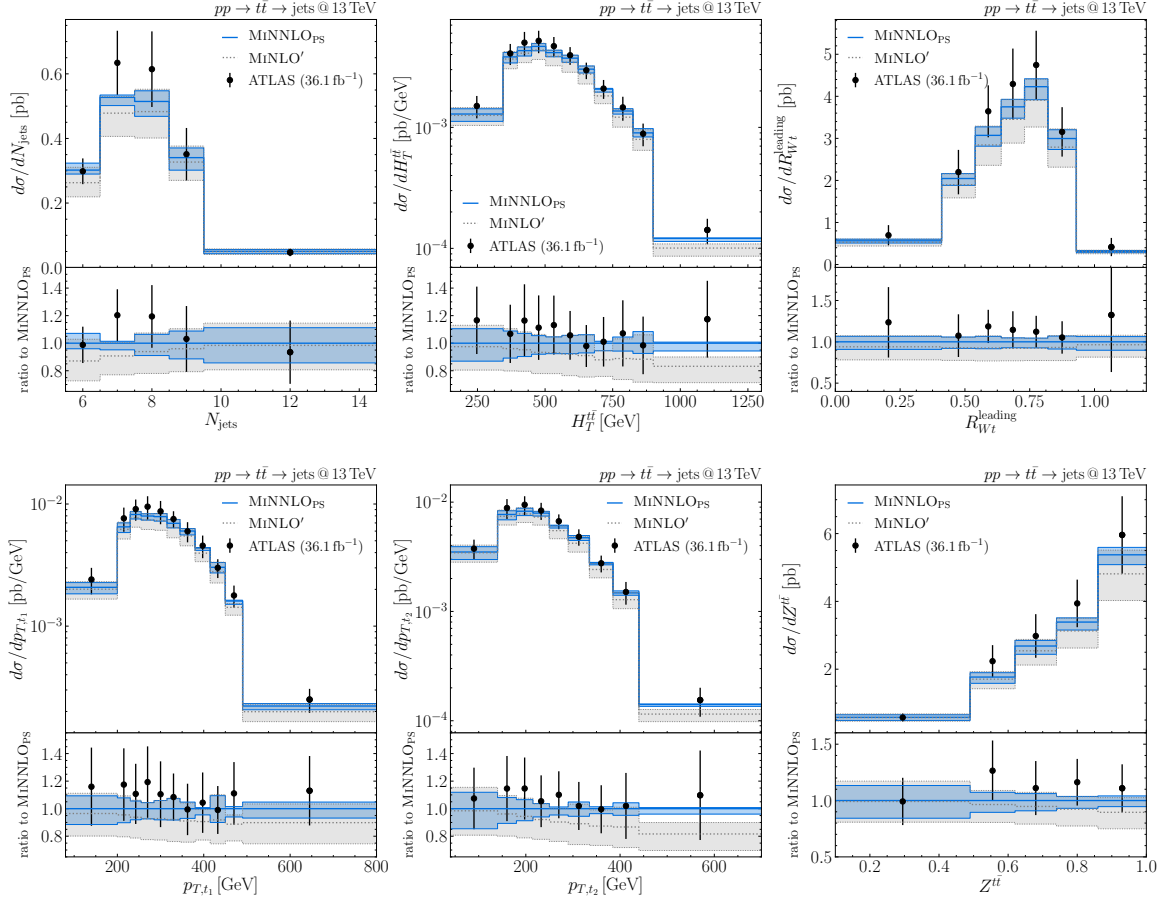 pp → tt̄ → jets @ 13 TeV
MiNNLO_PS
MiNLO′
ATLAS (36.1 fb⁻¹)
dσ/dN_jets [pb]
0.6
0.4
0.2
0.0
ratio to MiNNLO_PS
1.4
1.2
1.0
0.8
6 8 10 12 14
N_jets
pp → tt̄ → jets @ 13 TeV
dσ/dH_T^{tt̄} [pb/GeV]
10⁻³
10⁻⁴
MiNNLO_PS
MiNLO′
ATLAS (36.1 fb⁻¹)
ratio to MiNNLO_PS
1.4
1.2
1.0
0.8
250 500 750 1000 1250
H_T^{tt̄} [GeV]
pp → tt̄ → jets @ 13 TeV
MiNNLO_PS
MiNLO′
ATLAS (36.1 fb⁻¹)
dσ/dR_{Wt}^{leading} [pb]
5
4
3
2
1
0
ratio to MiNNLO_PS
1.5
1.0
0.5
0.00 0.25 0.50 0.75 1.00
R_{Wt}^{leading}
pp → tt̄ → jets @ 13 TeV
MiNNLO_PS
MiNLO′
ATLAS (36.1 fb⁻¹)
dσ/dp_{T,t₁} [pb/GeV]
10⁻²
10⁻³
ratio to MiNNLO_PS
1.4
1.2
1.0
0.8
200 400 600 800
p_{T,t₁} [GeV]
pp → tt̄ → jets @ 13 TeV
MiNNLO_PS
MiNLO′
ATLAS (36.1 fb⁻¹)
dσ/dp_{T,t₂} [pb/GeV]
10⁻²
10⁻³
10⁻⁴
ratio to MiNNLO_PS
1.4
1.2
1.0
0.8
200 400 600
p_{T,t₂} [GeV]
pp → tt̄ → jets @ 13 TeV
MiNNLO_PS
MiNLO′
ATLAS (36.1 fb⁻¹)
dσ/dZ^{tt̄} [pb]
6
4
2
ratio to MiNNLO_PS
1.5
1.0
0.5
0.2 0.4 0.6 0.8 1.0
Z^{tt̄}